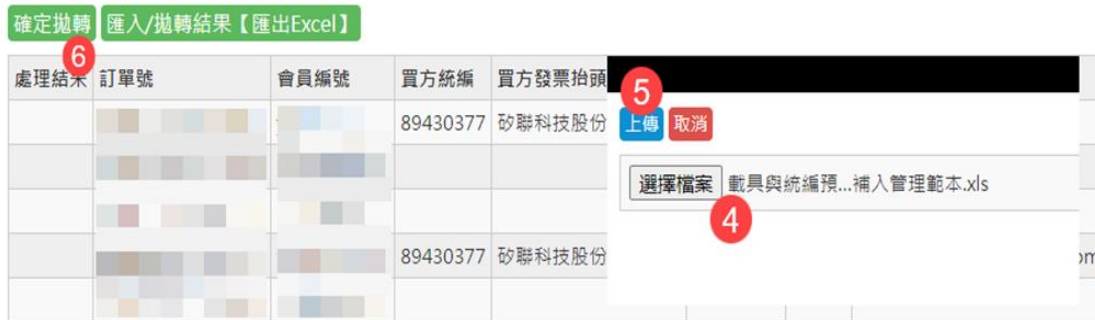 確定拋轉 匯入/拋轉結果【匯出Excel】
6
處理結 訂單號 會員編號 買方統編 買方發票抬頭
5
上傳 取消
89430377 矽聯科技股份
選擇檔案 載具與統編預...補入管理範本.xls
4
89430377 矽聯科技股份
om